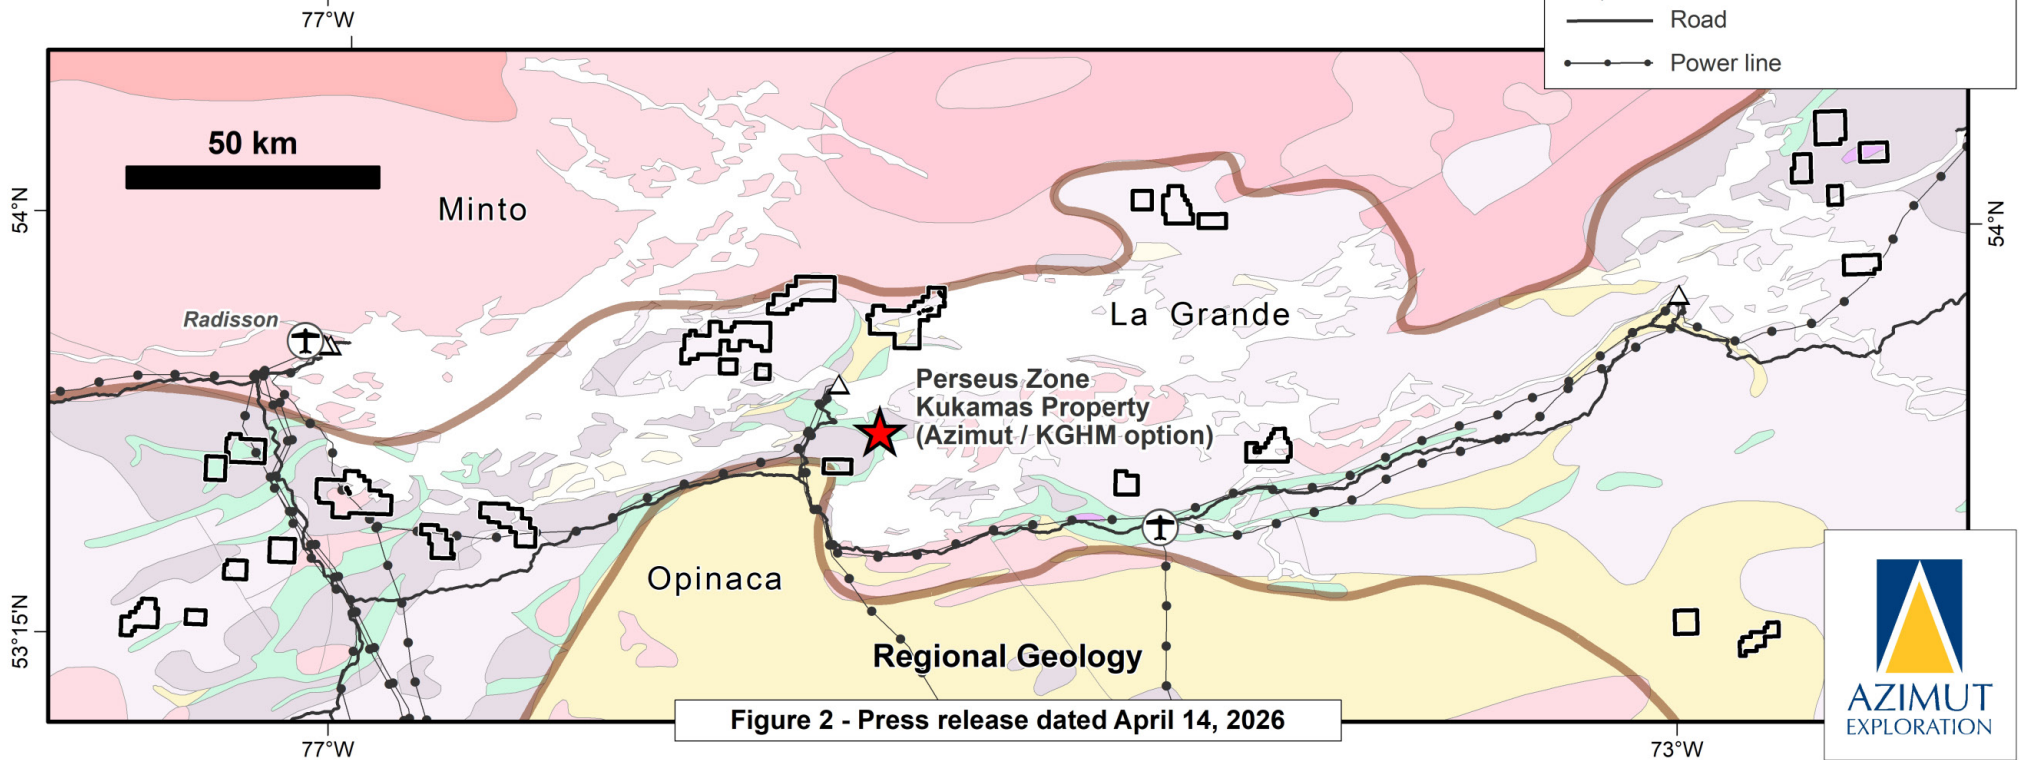 77°W
Road
Power line
50 km
54°N
Minto
54°N
Radisson
La Grande
Perseus Zone
Kukamas Property
(Azimut / KGHM option)
Opinaca
53°15'N
Regional Geology
Figure 2 - Press release dated April 14, 2026
AZIMUT
EXPLORATION
77°W
73°W